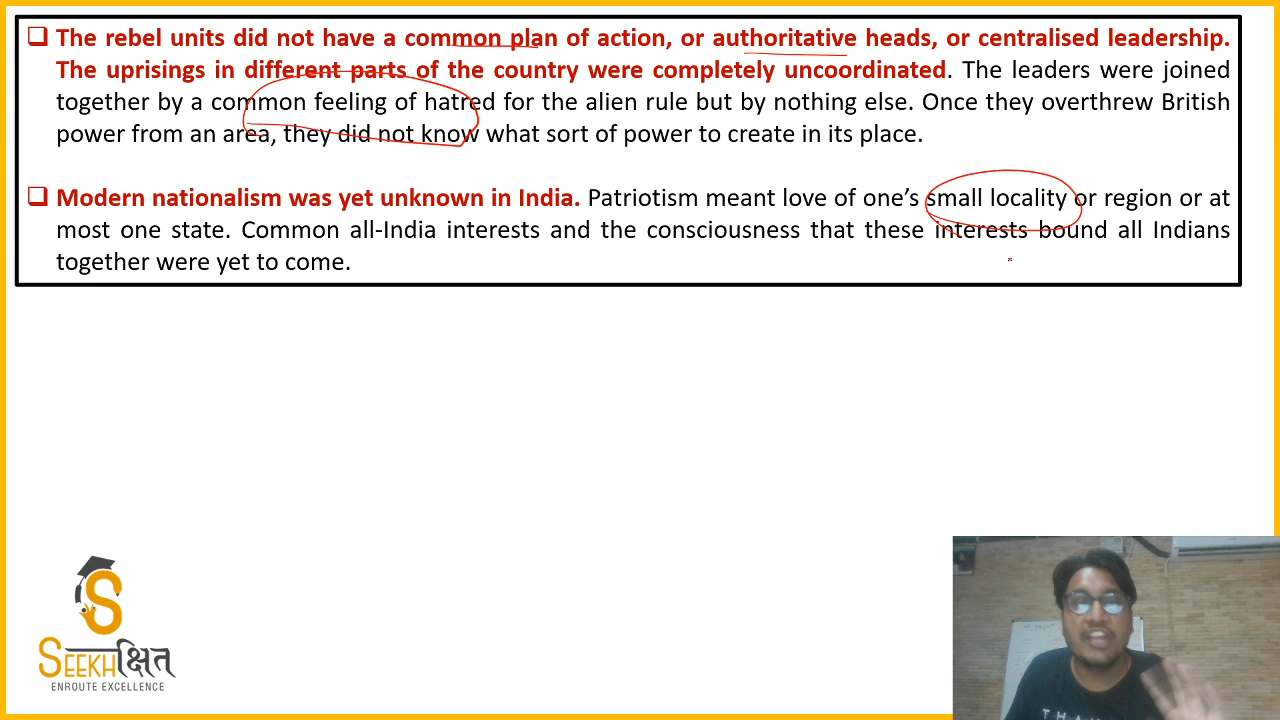 ❑ The rebel units did not have a common plan of action, or authoritative heads, or centralised leadership.
The uprisings in different parts of the country were completely uncoordinated. The leaders were joined
together by a common feeling of hatred for the alien rule but by nothing else. Once they overthrew British
power from an area, they did not know what sort of power to create in its place.
❑ Modern nationalism was yet unknown in India. Patriotism meant love of one’s small locality or region or at
most one state. Common all-India interests and the consciousness that these interests bound all Indians
together were yet to come.
S
SEEKHक्षित
ENROUTE EXCELLENCE